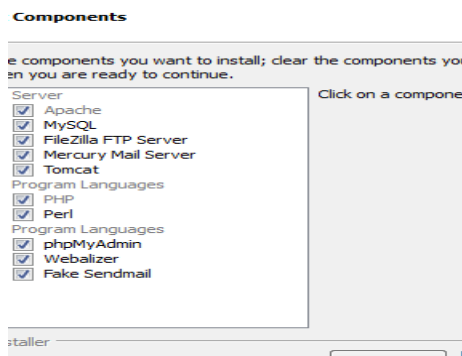 Components
e components you want to install; clear the components yo
en you are ready to continue.
Server
Apache
MySQL
FileZilla FTP Server
Mercury Mail Server
Tomcat
Program Languages
PHP
Perl
Program Languages
phpMyAdmin
Webalizer
Fake Sendmail
Click on a compone
staller